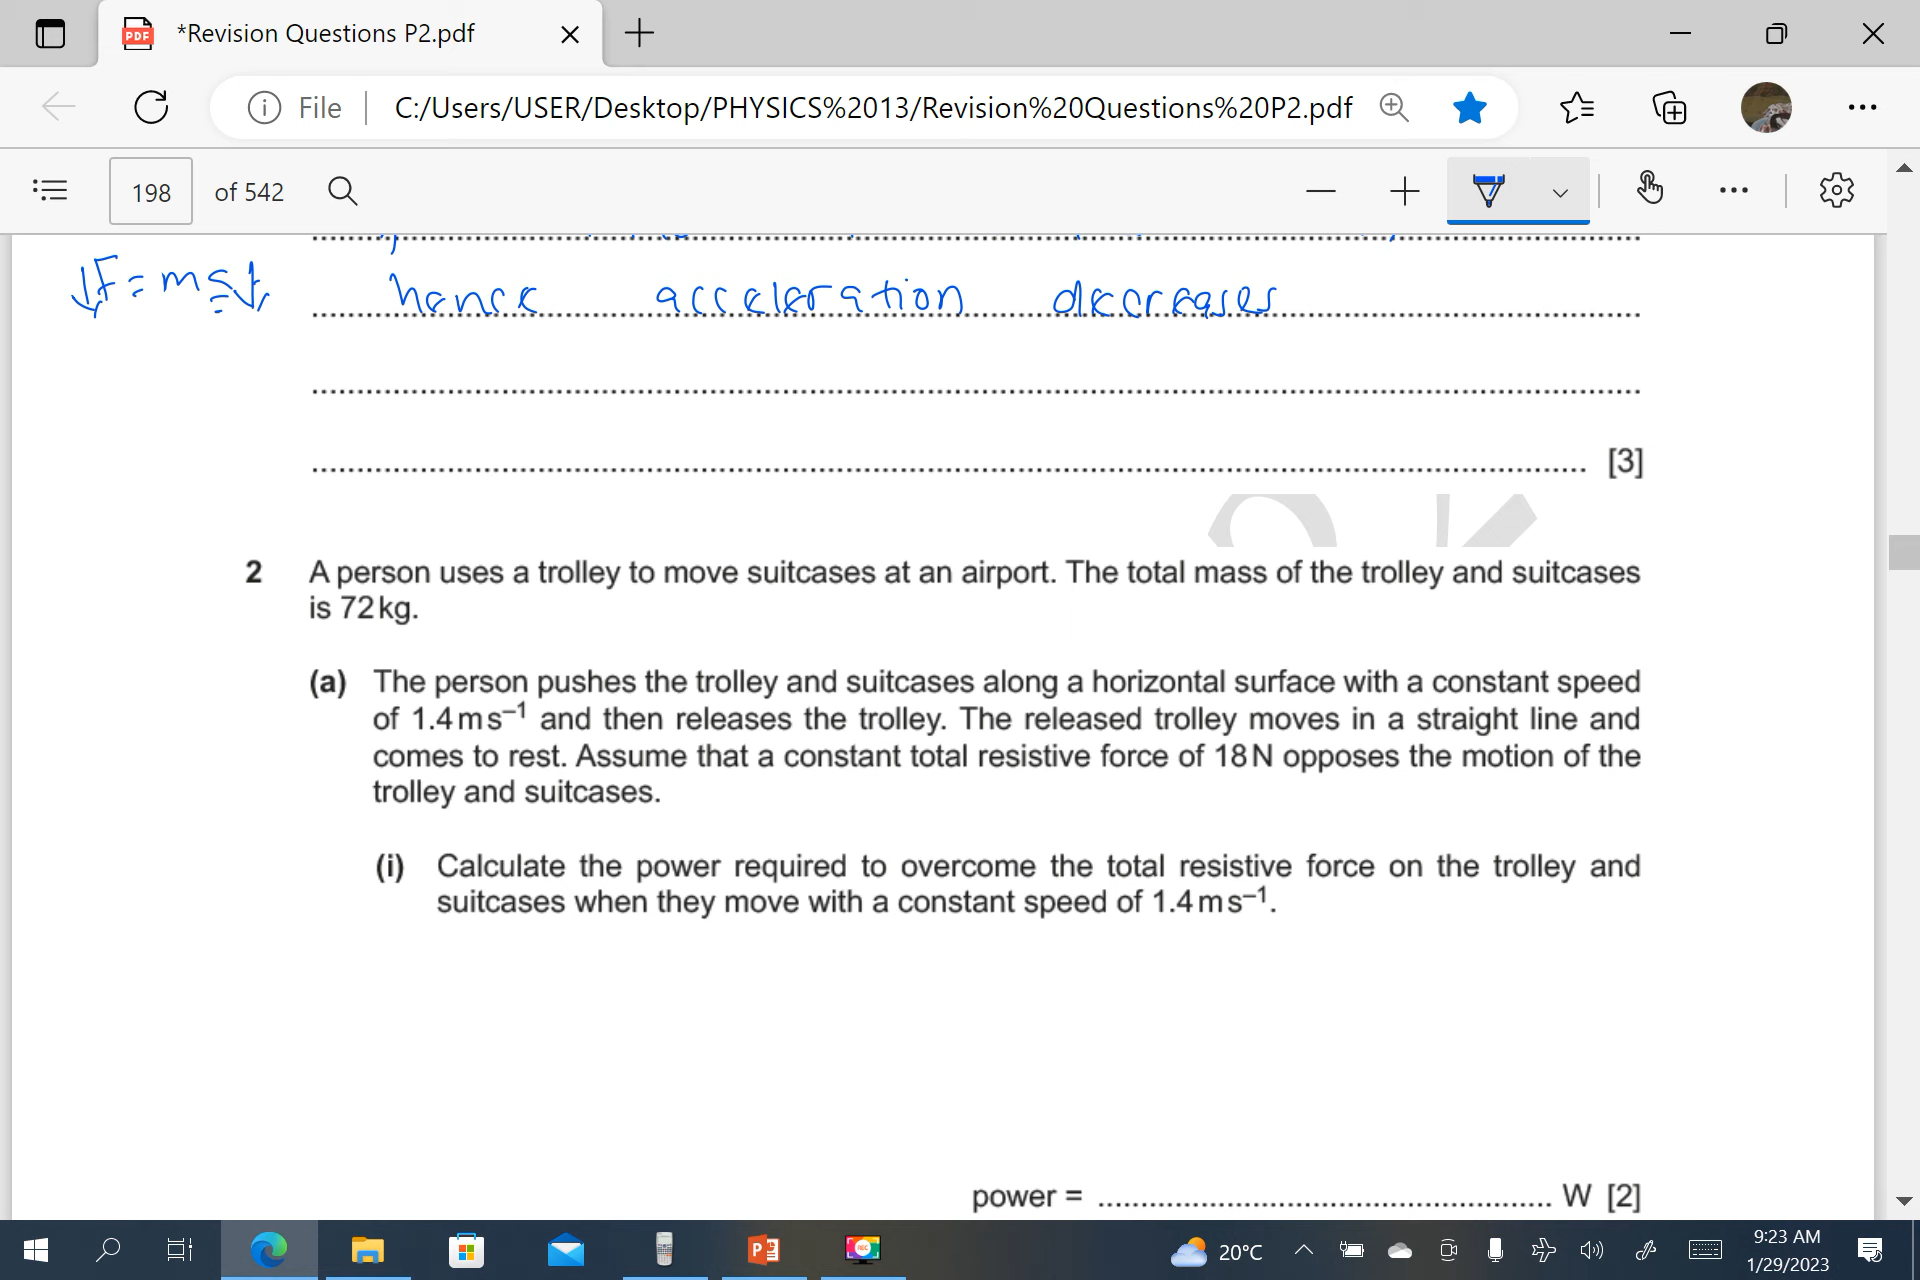 *Revision Questions P2.pdf
File
C:/Users/USER/Desktop/PHYSICS%2013/Revision%20Questions%20P2.pdf
198 of 542
↓F = ma↓
hence acceleration decreases
[3]
2 A person uses a trolley to move suitcases at an airport. The total mass of the trolley and suitcases
is 72 kg.
(a) The person pushes the trolley and suitcases along a horizontal surface with a constant speed
of 1.4 m s⁻¹ and then releases the trolley. The released trolley moves in a straight line and
comes to rest. Assume that a constant total resistive force of 18 N opposes the motion of the
trolley and suitcases.
(i) Calculate the power required to overcome the total resistive force on the trolley and
suitcases when they move with a constant speed of 1.4 m s⁻¹.
power = .................................................... W [2]
20°C
9:23 AM
1/29/2023